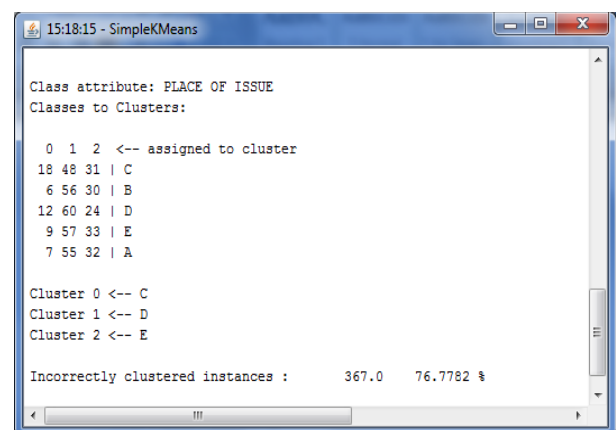 15:18:15 - SimpleKMeans
Class attribute: PLACE OF ISSUE
Classes to Clusters:
0 1 2 <-- assigned to cluster
18 48 31 | C
6 56 30 | B
12 60 24 | D
9 57 33 | E
7 55 32 | A
Cluster 0 <-- C
Cluster 1 <-- D
Cluster 2 <-- E
Incorrectly clustered instances : 367.0 76.7782 %